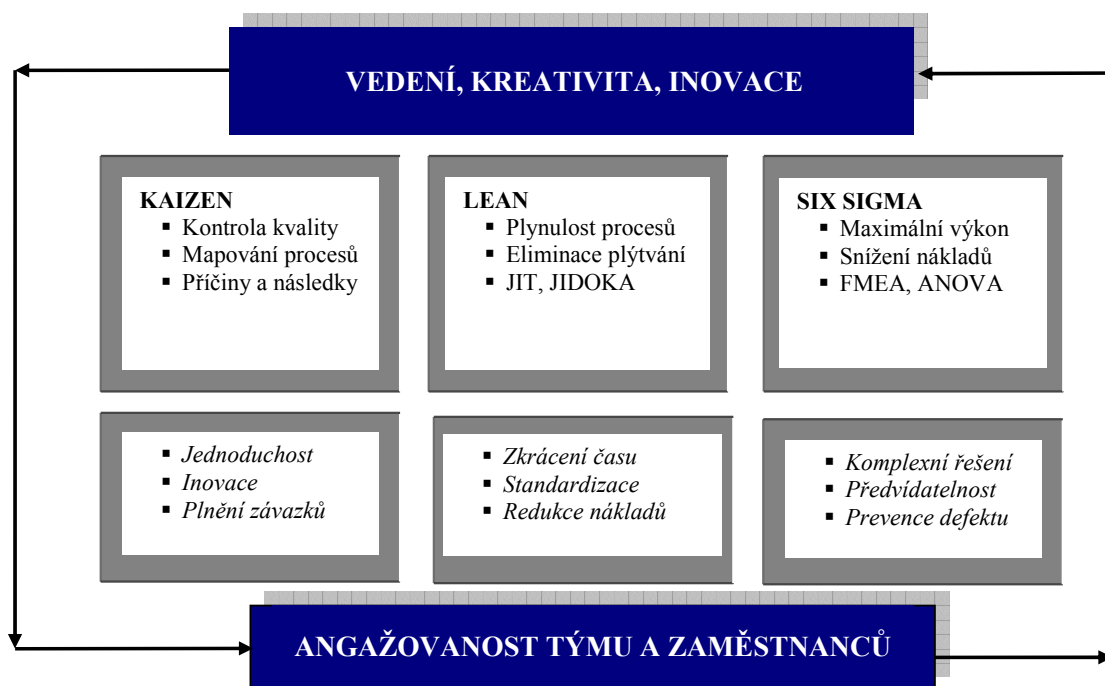 VEDENÍ, KREATIVITA, INOVACE
KAIZEN
▪ Kontrola kvality
▪ Mapování procesů
▪ Příčiny a následky
LEAN
▪ Plynulost procesů
▪ Eliminace plýtvání
▪ JIT, JIDOKA
SIX SIGMA
▪ Maximální výkon
▪ Snížení nákladů
▪ FMEA, ANOVA
▪ Jednoduchost
▪ Inovace
▪ Plnění závazků
▪ Zkrácení času
▪ Standardizace
▪ Redukce nákladů
▪ Komplexní řešení
▪ Předvídatelnost
▪ Prevence defektu
ANGAŽOVANOST TÝMU A ZAMĚSTNANCŮ